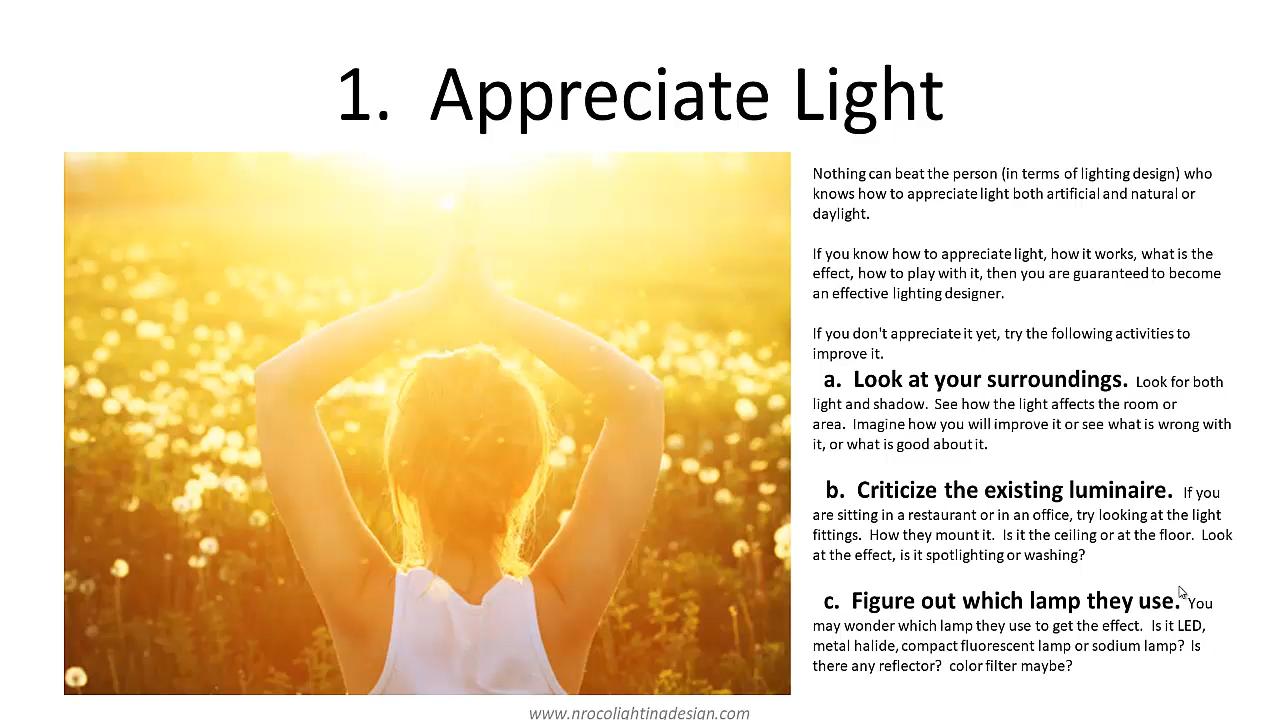 1. Appreciate Light
Nothing can beat the person (in terms of lighting design) who
knows how to appreciate light both artificial and natural or
daylight.
If you know how to appreciate light, how it works, what is the
effect, how to play with it, then you are guaranteed to become
an effective lighting designer.
If you don't appreciate it yet, try the following activities to
improve it.
a. Look at your surroundings. Look for both
light and shadow. See how the light affects the room or
area. Imagine how you will improve it or see what is wrong with
it, or what is good about it.
b. Criticize the existing luminaire. If you
are sitting in a restaurant or in an office, try looking at the light
fittings. How they mount it. Is it the ceiling or at the floor. Look
at the effect, is it spotlighting or washing?
c. Figure out which lamp they use. You
may wonder which lamp they use to get the effect. Is it LED,
metal halide, compact fluorescent lamp or sodium lamp? Is
there any reflector? color filter maybe?
www.nrocolightingdesign.com